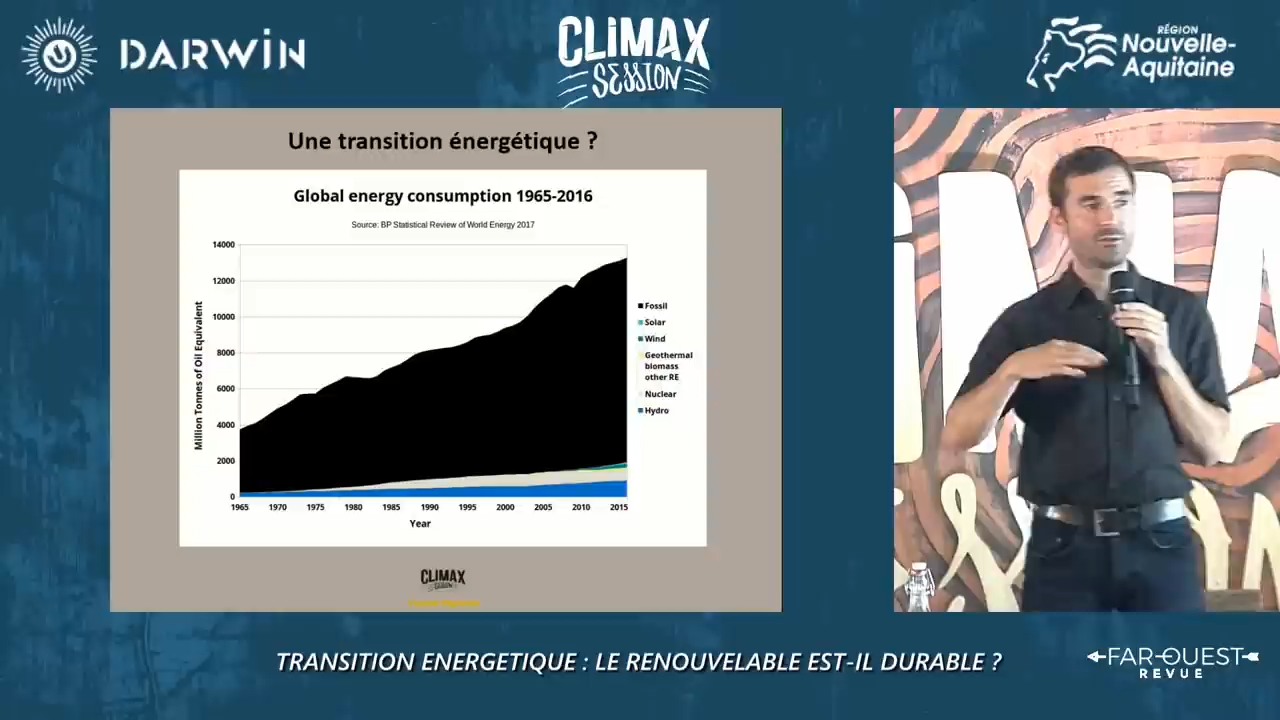 DARWiN
CLiMAX
SESSION
RÉGION
Nouvelle-
Aquitaine
Une transition énergétique ?
Global energy consumption 1965-2016
Source: BP Statistical Review of World Energy 2017
Million Tonnes of Oil Equivalent
14000
12000
10000
8000
6000
4000
2000
0
1965 1970 1975 1980 1985 1990 1995 2000 2005 2010 2015
Year
Fossil
Solar
Wind
Geothermal
biomass
other RE
Nuclear
Hydro
CLIMAX
TRANSITION ENERGETIQUE : LE RENOUVELABLE EST-IL DURABLE ?
FAR OUEST
REVUE